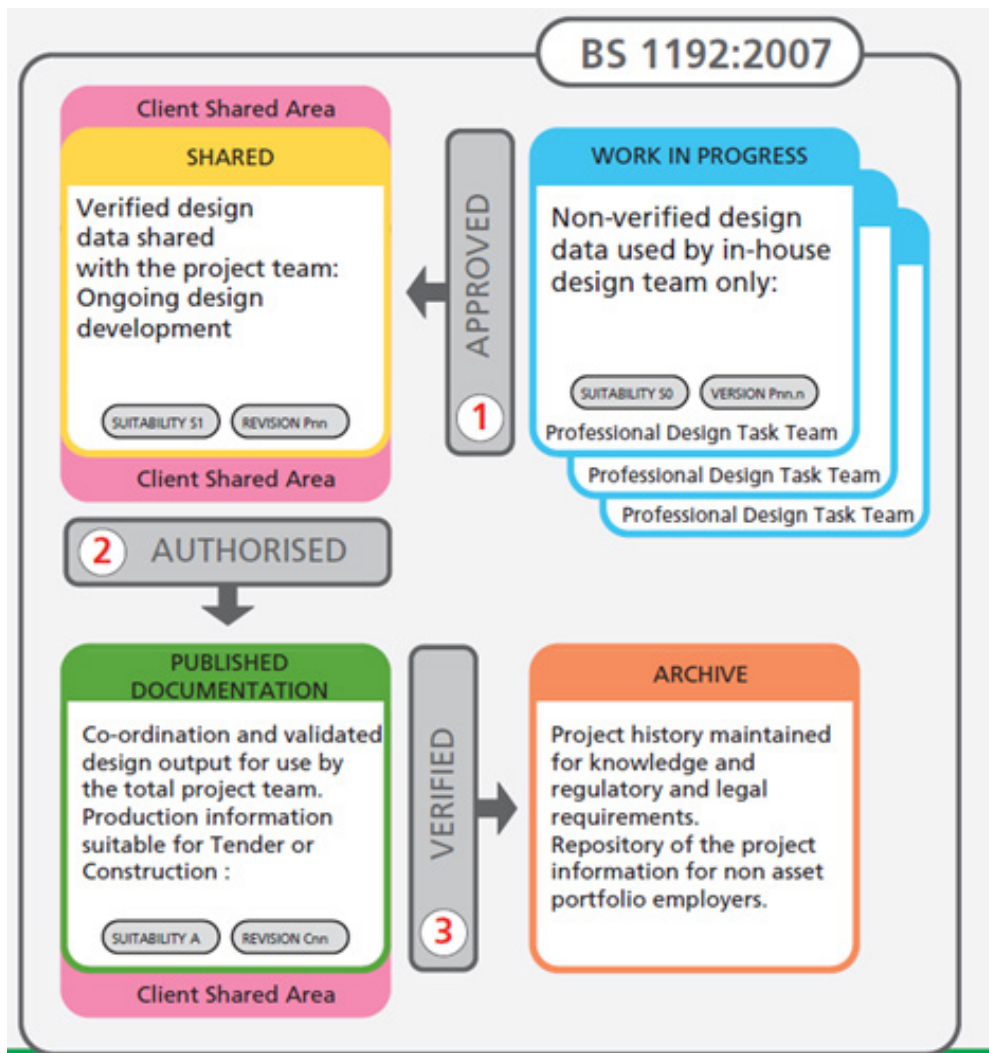 BS 1192:2007
Client Shared Area
SHARED
Verified design
data shared
with the project team:
Ongoing design
development
SUITABILITY S1
REVISION Pnn
Client Shared Area
1
APPROVED
WORK IN PROGRESS
Non-verified design
data used by in-house
design team only:
SUITABILITY S0
VERSION Pnn.n
Professional Design Task Team
Professional Design Task Team
Professional Design Task Team
2
AUTHORISED
PUBLISHED
DOCUMENTATION
Co-ordination and validated
design output for use by
the total project team.
Production information
suitable for Tender or
Construction :
SUITABILITY A
REVISION Cnn
Client Shared Area
3
VERIFIED
ARCHIVE
Project history maintained
for knowledge and
regulatory and legal
requirements.
Repository of the project
information for non asset
portfolio employers.